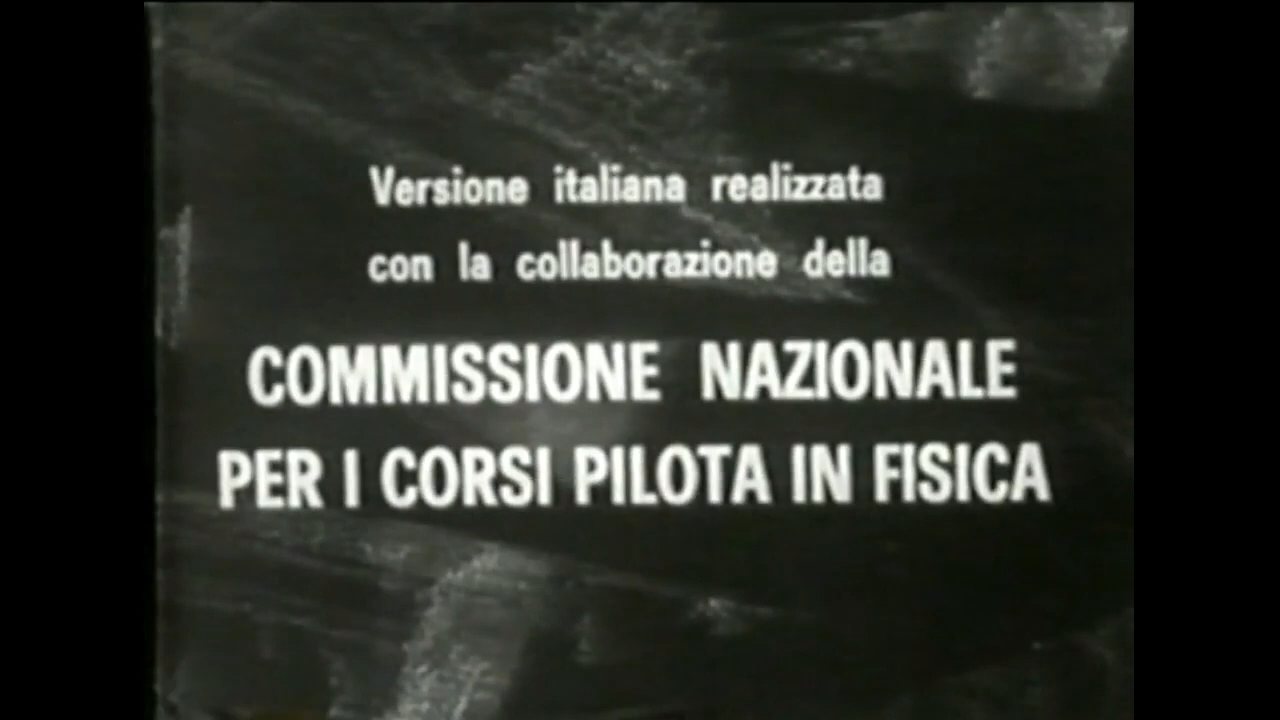 Versione italiana realizzata
con la collaborazione della
COMMISSIONE NAZIONALE
PER I CORSI PILOTA IN FISICA